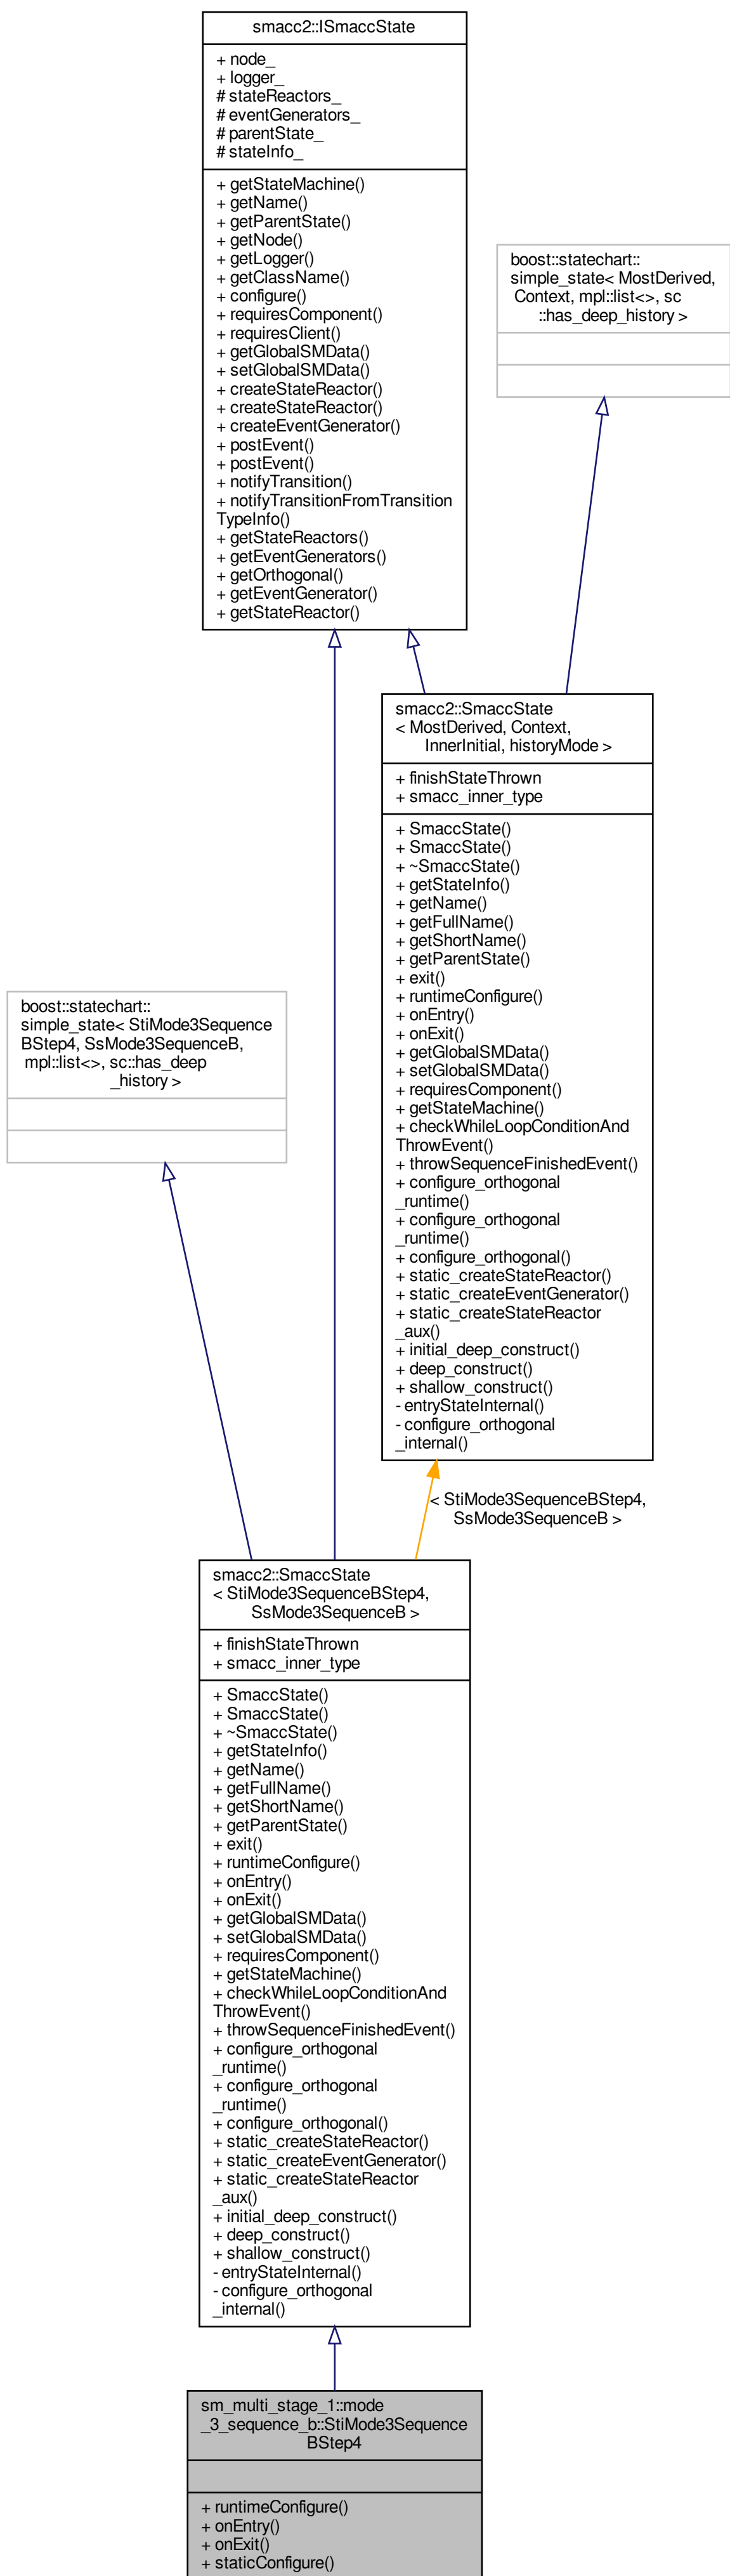 smacc2::ISmaccState
+ node_
+ logger_
# stateReactors_
# eventGenerators_
# parentState_
# stateInfo_
+ getStateMachine()
+ getName()
+ getParentState()
+ getNode()
+ getLogger()
+ getClassName()
+ configure()
+ requiresComponent()
+ requiresClient()
+ getGlobalSMData()
+ setGlobalSMData()
+ createStateReactor()
+ createStateReactor()
+ createEventGenerator()
+ postEvent()
+ postEvent()
+ notifyTransition()
+ notifyTransitionFromTransition
TypeInfo()
+ getStateReactors()
+ getEventGenerators()
+ getOrthogonal()
+ getEventGenerator()
+ getStateReactor()
boost::statechart::
simple_state< MostDerived,
Context, mpl::list<>, sc
::has_deep_history >
smacc2::SmaccState
< MostDerived, Context,
InnerInitial, historyMode >
+ finishStateThrown
+ smacc_inner_type
+ SmaccState()
+ SmaccState()
+ ~SmaccState()
+ getStateInfo()
+ getName()
+ getFullName()
+ getShortName()
+ getParentState()
+ exit()
+ runtimeConfigure()
+ onEntry()
+ onExit()
+ getGlobalSMData()
+ setGlobalSMData()
+ requiresComponent()
+ getStateMachine()
+ checkWhileLoopConditionAnd
ThrowEvent()
+ throwSequenceFinishedEvent()
+ configure_orthogonal
_runtime()
+ configure_orthogonal
_runtime()
+ configure_orthogonal()
+ static_createStateReactor()
+ static_createEventGenerator()
+ static_createStateReactor
_aux()
+ initial_deep_construct()
+ deep_construct()
+ shallow_construct()
- entryStateInternal()
- configure_orthogonal
_internal()
boost::statechart::
simple_state< StiMode3Sequence
BStep4, SsMode3SequenceB,
mpl::list<>, sc::has_deep
_history >
< StiMode3SequenceBStep4,
SsMode3SequenceB >
smacc2::SmaccState
< StiMode3SequenceBStep4,
SsMode3SequenceB >
+ finishStateThrown
+ smacc_inner_type
+ SmaccState()
+ SmaccState()
+ ~SmaccState()
+ getStateInfo()
+ getName()
+ getFullName()
+ getShortName()
+ getParentState()
+ exit()
+ runtimeConfigure()
+ onEntry()
+ onExit()
+ getGlobalSMData()
+ setGlobalSMData()
+ requiresComponent()
+ getStateMachine()
+ checkWhileLoopConditionAnd
ThrowEvent()
+ throwSequenceFinishedEvent()
+ configure_orthogonal
_runtime()
+ configure_orthogonal
_runtime()
+ configure_orthogonal()
+ static_createStateReactor()
+ static_createEventGenerator()
+ static_createStateReactor
_aux()
+ initial_deep_construct()
+ deep_construct()
+ shallow_construct()
- entryStateInternal()
- configure_orthogonal
_internal()
sm_multi_stage_1::mode
_3_sequence_b::StiMode3Sequence
BStep4
+ runtimeConfigure()
+ onEntry()
+ onExit()
+ staticConfigure()